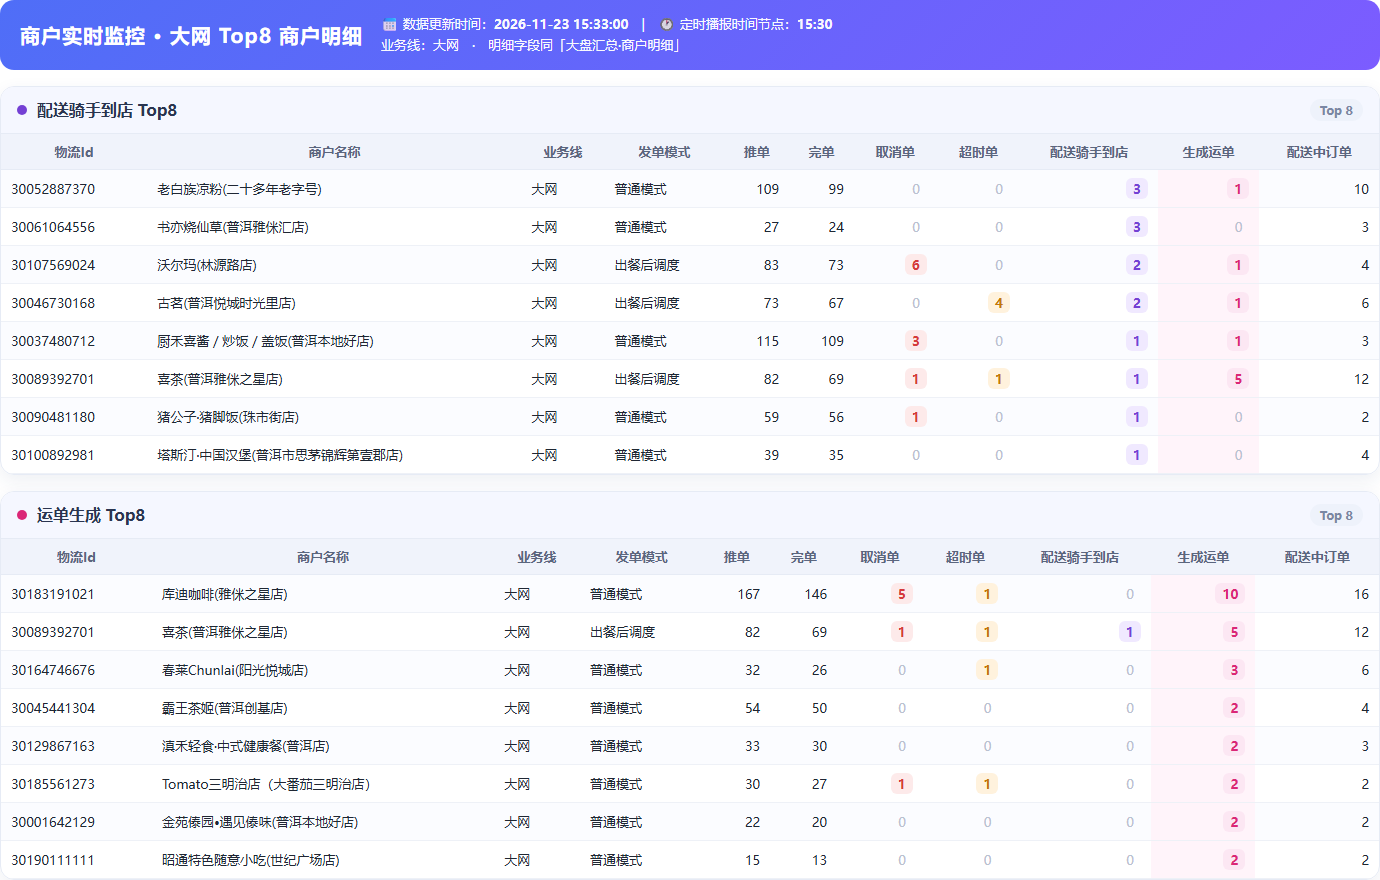 商户实时监控 • 大网 Top8 商户明细
数据更新时间：2026-11-23 15:33:00 | 定时播报时间节点：15:30
业务线：大网 · 明细字段同「大盘汇总·商户明细」
配送骑手到店 Top8 Top 8
物流Id 商户名称 业务线 发单模式 推单 完单 取消单 超时单 配送骑手到店 生成运单 配送中订单
30052887370 老白族凉粉(二十多年老字号) 大网 普通模式 109 99 0 0 3 1 10
30061064556 书亦烧仙草(普洱雅侎汇店) 大网 普通模式 27 24 0 0 3 0 3
30107569024 沃尔玛(林源路店) 大网 出餐后调度 83 73 6 0 2 1 4
30046730168 古茗(普洱悦城时光里店) 大网 出餐后调度 73 67 0 4 2 1 6
30037480712 厨禾喜酱 / 炒饭 / 盖饭(普洱本地好店) 大网 普通模式 115 109 3 0 1 1 3
30089392701 喜茶(普洱雅侎之星店) 大网 出餐后调度 82 69 1 1 1 5 12
30090481180 猪公子·猪脚饭(珠市街店) 大网 普通模式 59 56 1 0 1 0 2
30100892981 塔斯汀·中国汉堡(普洱市思茅锦辉第壹郡店) 大网 普通模式 39 35 0 0 1 0 4
运单生成 Top8 Top 8
物流Id 商户名称 业务线 发单模式 推单 完单 取消单 超时单 配送骑手到店 生成运单 配送中订单
30183191021 库迪咖啡(雅侎之星店) 大网 普通模式 167 146 5 1 0 10 16
30089392701 喜茶(普洱雅侎之星店) 大网 出餐后调度 82 69 1 1 1 5 12
30164746676 春莱Chunlai(阳光悦城店) 大网 普通模式 32 26 0 1 0 3 6
30045441304 霸王茶姬(普洱创基店) 大网 普通模式 54 50 0 0 0 2 4
30129867163 滇禾轻食·中式健康餐(普洱店) 大网 普通模式 33 30 0 0 0 2 3
30185561273 Tomato三明治店（大番茄三明治店） 大网 普通模式 30 27 1 1 0 2 2
30001642129 金苑傣园•遇见傣味(普洱本地好店) 大网 普通模式 22 20 0 0 0 2 2
30190111111 昭通特色随意小吃(世纪广场店) 大网 普通模式 15 13 0 0 0 2 2